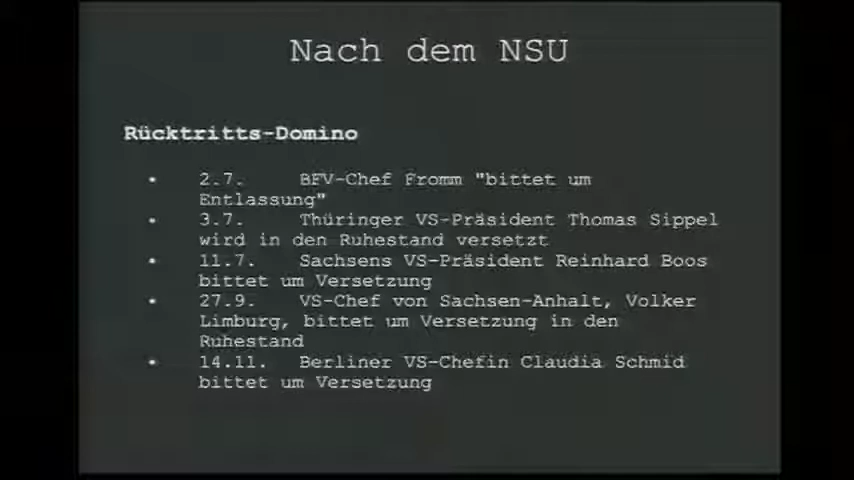 Nach dem NSU
Rücktritts-Domino
• 2.7. BFV-Chef Fromm "bittet um
Entlassung"
• 3.7. Thüringer VS-Präsident Thomas Sippel
wird in den Ruhestand versetzt
• 11.7. Sachsens VS-Präsident Reinhard Boos
bittet um Versetzung
• 27.9. VS-Chef von Sachsen-Anhalt, Volker
Limburg, bittet um Versetzung in den
Ruhestand
• 14.11. Berliner VS-Chefin Claudia Schmid
bittet um Versetzung